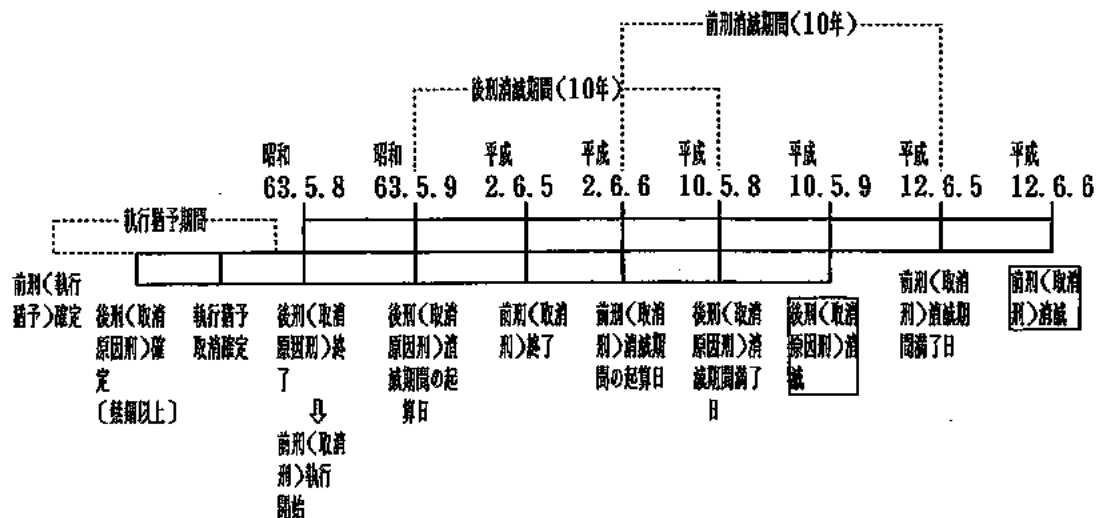 前刑消滅期間(10年)
後刑消滅期間(10年)
昭和
63.5.8
昭和
63.5.9
平成
2.6.5
平成
2.6.6
平成
10.5.8
平成
10.5.9
平成
12.6.5
平成
12.6.6
執行猶予期間
前刑(執行
猶予)確定
後刑(取消
原因刑)確
定
〔禁錮以上〕
執行猶予
取消確定
後刑(取消
原因刑)終
了
⇩
前刑(取消
刑)執行
開始
後刑(取消
原因刑)消
滅期間の起
算日
前刑(取消
刑)終了
前刑(取消
刑)消滅期
間の起算日
後刑(取消
原因刑)消
滅期間満了
日
後刑(取消
原因刑)消
滅
前刑(取消
刑)消滅期
間満了日
前刑(取消
刑)消滅